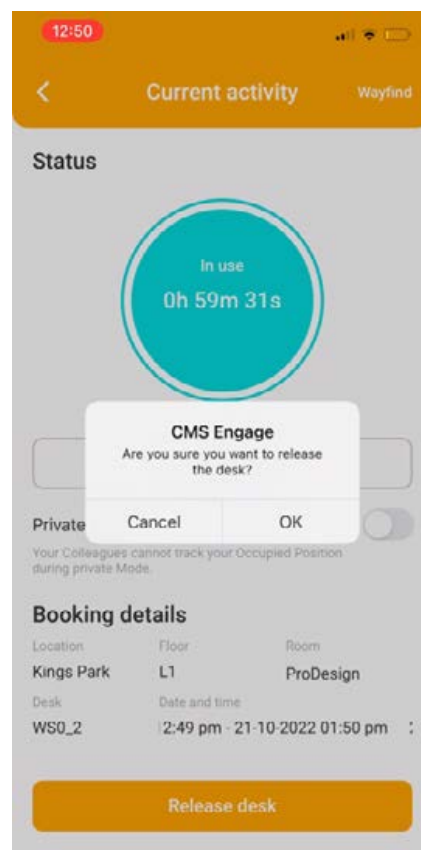 12:50
Current activity Wayfind
Status
In use
0h 59m 31s
CMS Engage
Are you sure you want to release
the desk?
Cancel OK
Private
Your Colleagues cannot track your Occupied Position
during private Mode.
Booking details
Location Floor Room
Kings Park L1 ProDesign
Desk Date and time
WS0_2 2:49 pm - 21-10-2022 01:50 pm
Release desk